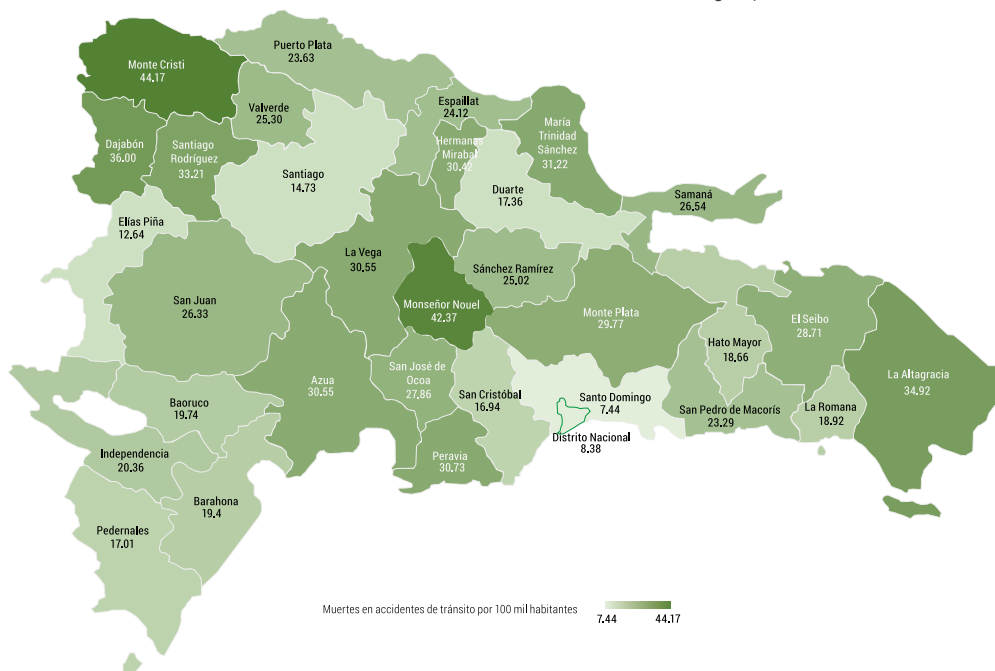 Puerto Plata
23.63
Monte Cristi
44.17
Espaillat
24.12
Valverde
25.30
María
Trinidad
Sánchez
31.22
Dajabón
36.00
Santiago
Rodríguez
33.21
Hermanas
Mirabal
30.42
Santiago
14.73
Duarte
17.36
Samaná
26.54
Elías Piña
12.64
La Vega
30.55
Sánchez Ramírez
25.02
San Juan
26.33
Monseñor Nouel
42.37
Monte Plata
29.77
El Seibo
28.71
Hato Mayor
18.66
La Altagracia
34.92
San José de
Ocoa
27.86
Azua
30.55
San Cristóbal
16.94
Santo Domingo
7.44
Baoruco
19.74
San Pedro de Macorís
23.29
La Romana
18.92
Distrito Nacional
8.38
Independencia
20.36
Peravia
30.73
Barahona
19.4
Pedernales
17.01
Muertes en accidentes de tránsito por 100 mil habitantes
7.44
44.17